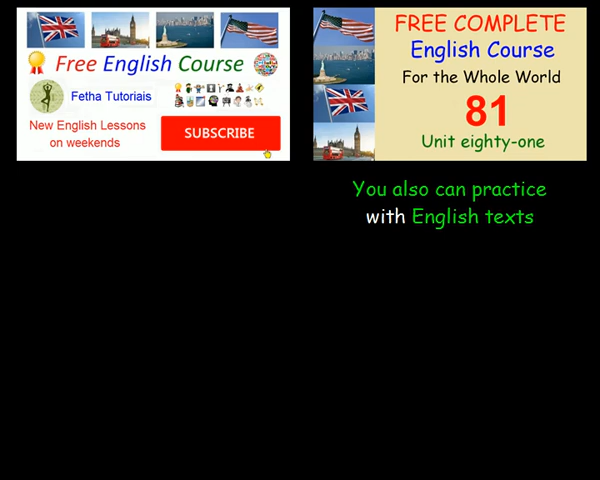 Free English Course
Fetha Tutoriais
New English Lessons
on weekends
SUBSCRIBE
FREE COMPLETE
English Course
For the Whole World
81
Unit eighty-one
You also can practice
with English texts